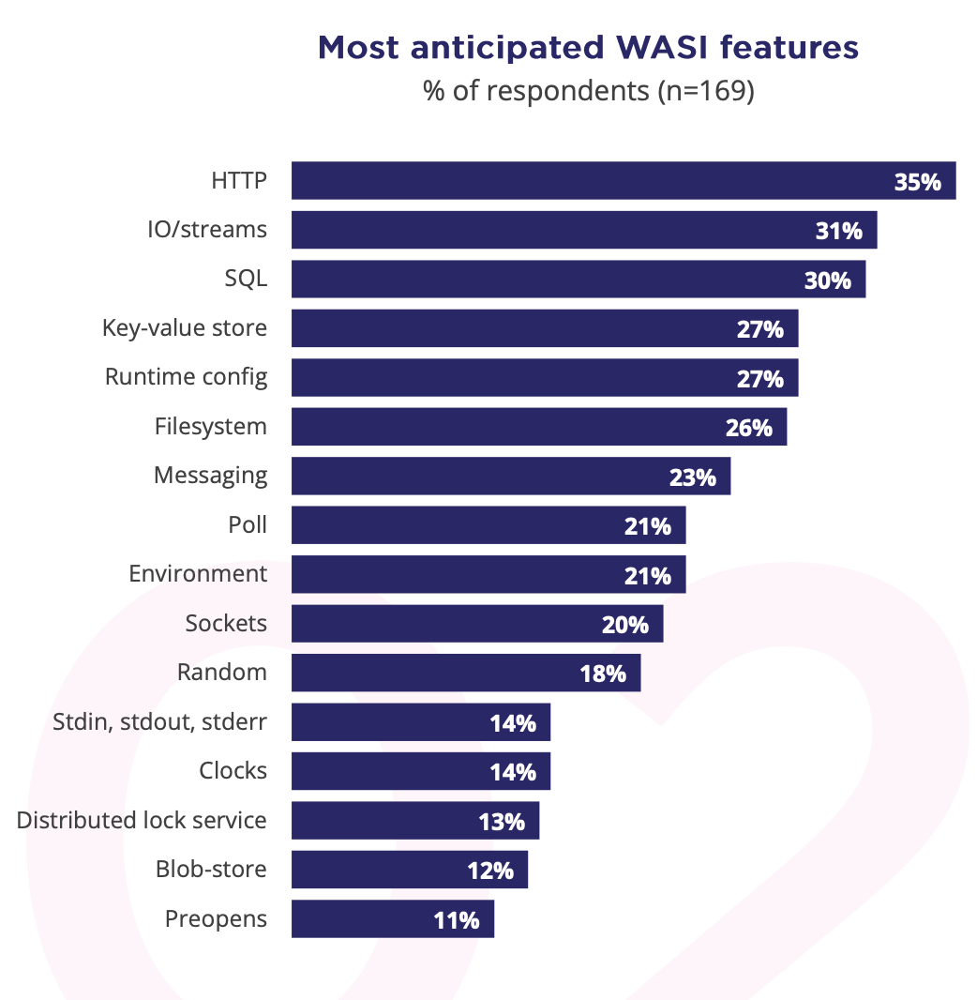 Most anticipated WASI features
% of respondents (n=169)
HTTP 35%
IO/streams 31%
SQL 30%
Key-value store 27%
Runtime config 27%
Filesystem 26%
Messaging 23%
Poll 21%
Environment 21%
Sockets 20%
Random 18%
Stdin, stdout, stderr 14%
Clocks 14%
Distributed lock service 13%
Blob-store 12%
Preopens 11%
02